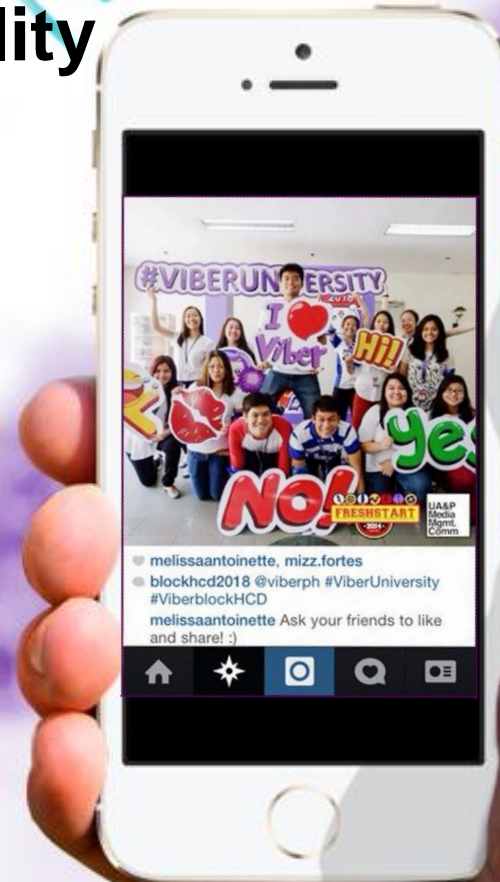 lity
#VIBERUNIVERSITY
2018
I
Viber
Hi!
Yes
NO!
FRESHSTART
2014
UA&P
Media
Mgmt.
Comm
melissaantoinette, mizz.fortes
blockhcd2018 @viberph #ViberUniversity
#ViberblockHCD
melissaantoinette Ask your friends to like
and share! :)